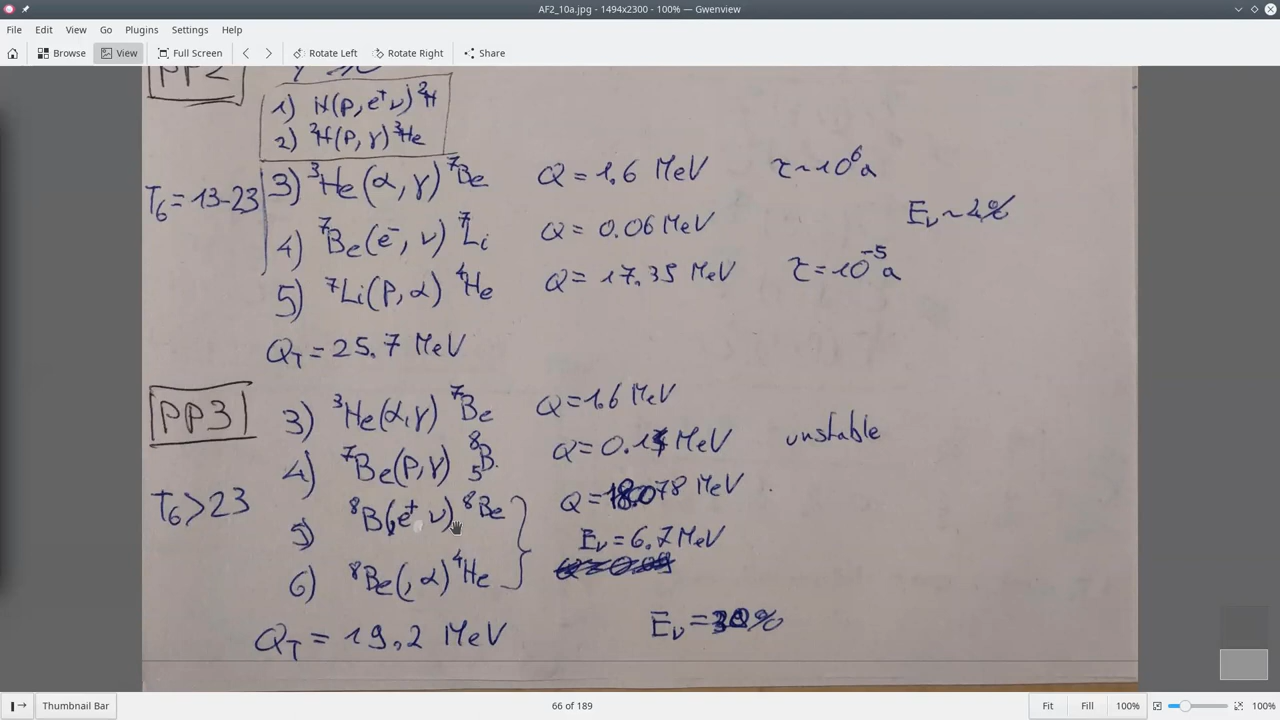 AF2_10a.jpg - 1494x2300 - 100% — Gwenview
File Edit View Go Plugins Settings Help
Browse View Full Screen Rotate Left Rotate Right Share
PP2
1) H(p, e⁺ν)²H
2) ²H(p, γ)³He
T₆ = 13-23
3) ³He(α, γ) ⁷Be Q = 1.6 MeV τ ~ 10⁶ a
4) ⁷Be(e⁻, ν) ⁷Li Q = 0.06 MeV Eν ~ 2%
5) ⁷Li(p, α) ⁴He Q = 17.35 MeV τ = 10⁻⁵ a
Q_T = 25.7 MeV
PP3
3) ³He(α, γ) ⁷Be Q = 1.6 MeV
4) ⁷Be(p, γ) ⁸₅B Q = 0.1 MeV unstable
T₆ > 23
5) ⁸B(, e⁺ ν) ⁸Be Q = 18.078 MeV
Eν = 6.7 MeV
6) ⁸Be(, α) ⁴He
Q_T = 19.2 MeV Eν = %
Thumbnail Bar 66 of 189 Fit Fill 100% 100%